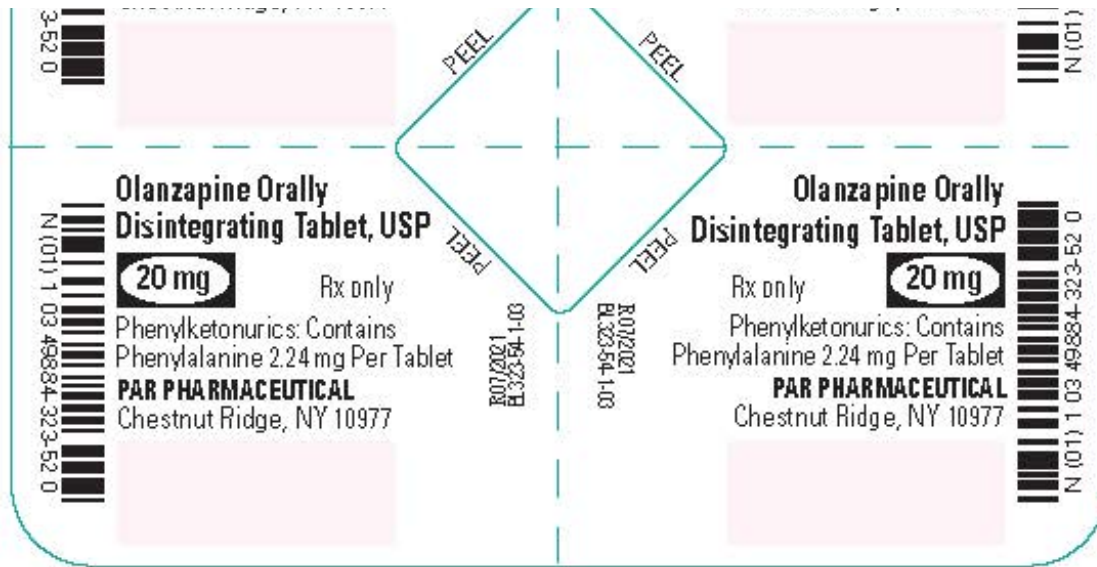 3-52 0
PEEL
PEEL
N (01)
Olanzapine Orally
Disintegrating Tablet, USP
20 mg
Rx only
Phenylketonurics: Contains
Phenylalanine 2.24 mg Per Tablet
PAR PHARMACEUTICAL
Chestnut Ridge, NY 10977
N (01) 1 03 49884-323-52 0
PEEL
R07/2021
BL323-54-1-03
PEEL
R07/2021
BL323-54-1-03
Olanzapine Orally
Disintegrating Tablet, USP
Rx only
20 mg
Phenylketonurics: Contains
Phenylalanine 2.24 mg Per Tablet
PAR PHARMACEUTICAL
Chestnut Ridge, NY 10977
N (01) 1 03 49884-323-52 0